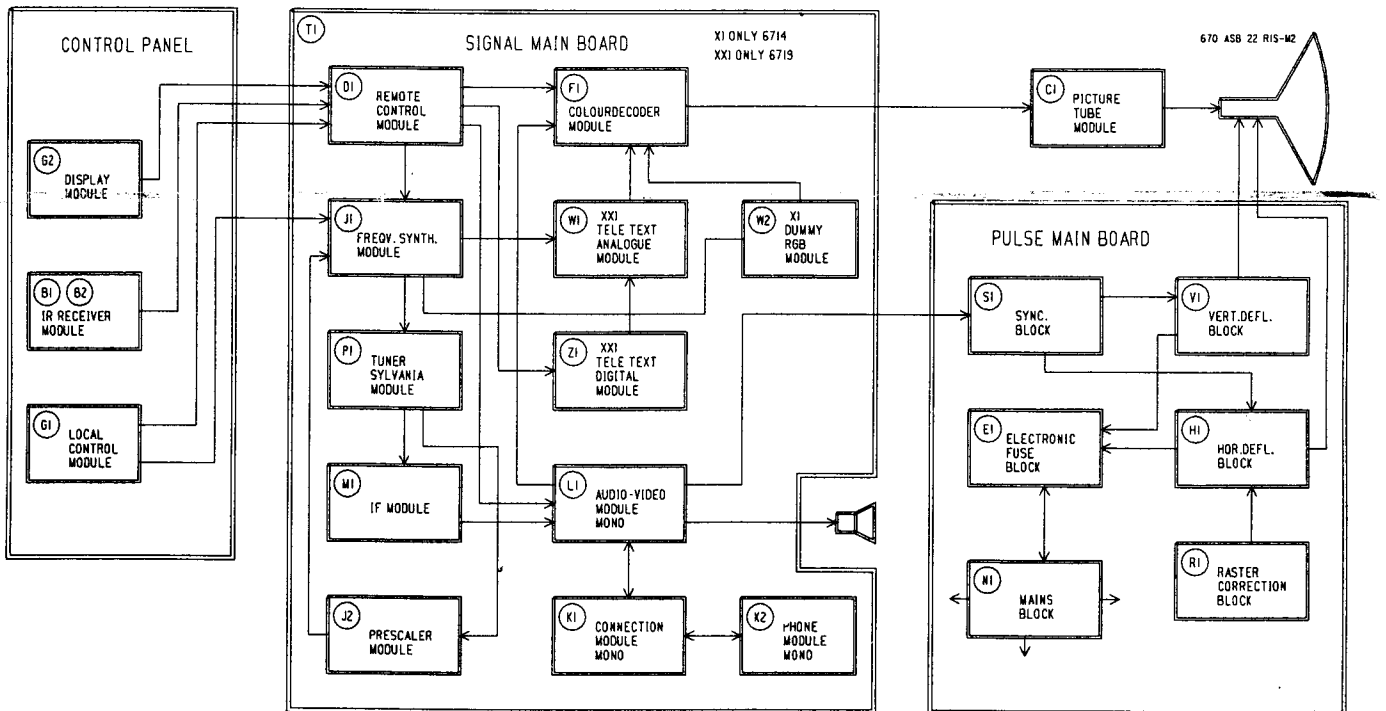 CONTROL PANEL
G2
DISPLAY
MODULE
B1
B2
IR RECEIVER
MODULE
G1
LOCAL
CONTROL
MODULE
T1
SIGNAL MAIN BOARD
X1 ONLY 6714
XX1 ONLY 6719
D1
REMOTE
CONTROL
MODULE
F1
COLOURDECODER
MODULE
J1
FREQV. SYNTH.
MODULE
W1
XX1
TELE TEXT
ANALOGUE
MODULE
W2
X1
DUMMY
RGB
MODULE
P1
TUNER
SYLVANIA
MODULE
Z1
XX1
TELE TEXT
DIGITAL
MODULE
M1
IF MODULE
L1
AUDIO-VIDEO
MODULE
MONO
J2
PRESCALER
MODULE
K1
CONNECTION
MODULE
MONO
K2
PHONE
MODULE
MONO
C1
PICTURE
TUBE
MODULE
670 ASB 22 RIS-M2
PULSE MAIN BOARD
S1
SYNC.
BLOCK
V1
VERT.DEFL.
BLOCK
E1
ELECTRONIC
FUSE
BLOCK
H1
HOR.DEFL.
BLOCK
N1
MAINS
BLOCK
R1
RASTER
CORRECTION
BLOCK